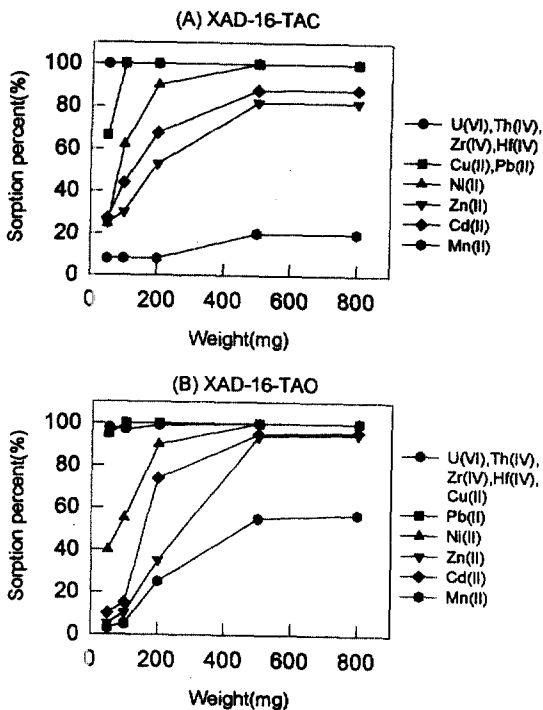 (A) XAD-16-TAC
Sorption percent(%)
100
80
60
40
20
0
0 200 400 600 800
Weight(mg)
U(VI),Th(IV),
Zr(IV),Hf(IV)
Cu(II),Pb(II)
Ni(II)
Zn(II)
Cd(II)
Mn(II)
(B) XAD-16-TAO
Sorption percent(%)
100
80
60
40
20
0
0 200 400 600 800
Weight(mg)
U(VI),Th(IV),
Zr(IV),Hf(IV),
Cu(II)
Pb(II)
Ni(II)
Zn(II)
Cd(II)
Mn(II)